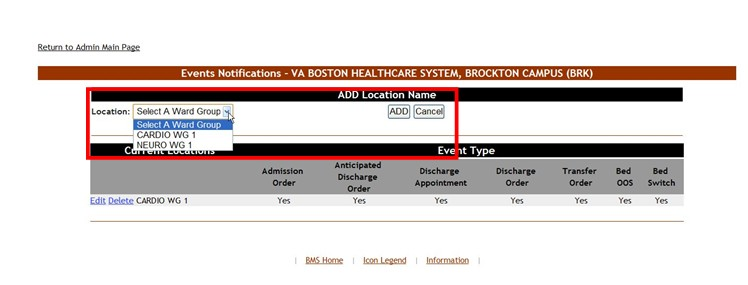 Return to Admin Main Page
Events Notifications - VA BOSTON HEALTHCARE SYSTEM, BROCKTON CAMPUS (BRK)
ADD Location Name
Location: Select A Ward Group ADD Cancel
Select A Ward Group
CARDIO WG 1
NEURO WG 1
Current Locations Event Type
Admission Order Anticipated Discharge Order Discharge Appointment Discharge Order Transfer Order Bed OOS Bed Switch
Edit Delete CARDIO WG 1 Yes Yes Yes Yes Yes Yes Yes
| BMS Home | Icon Legend | Information |